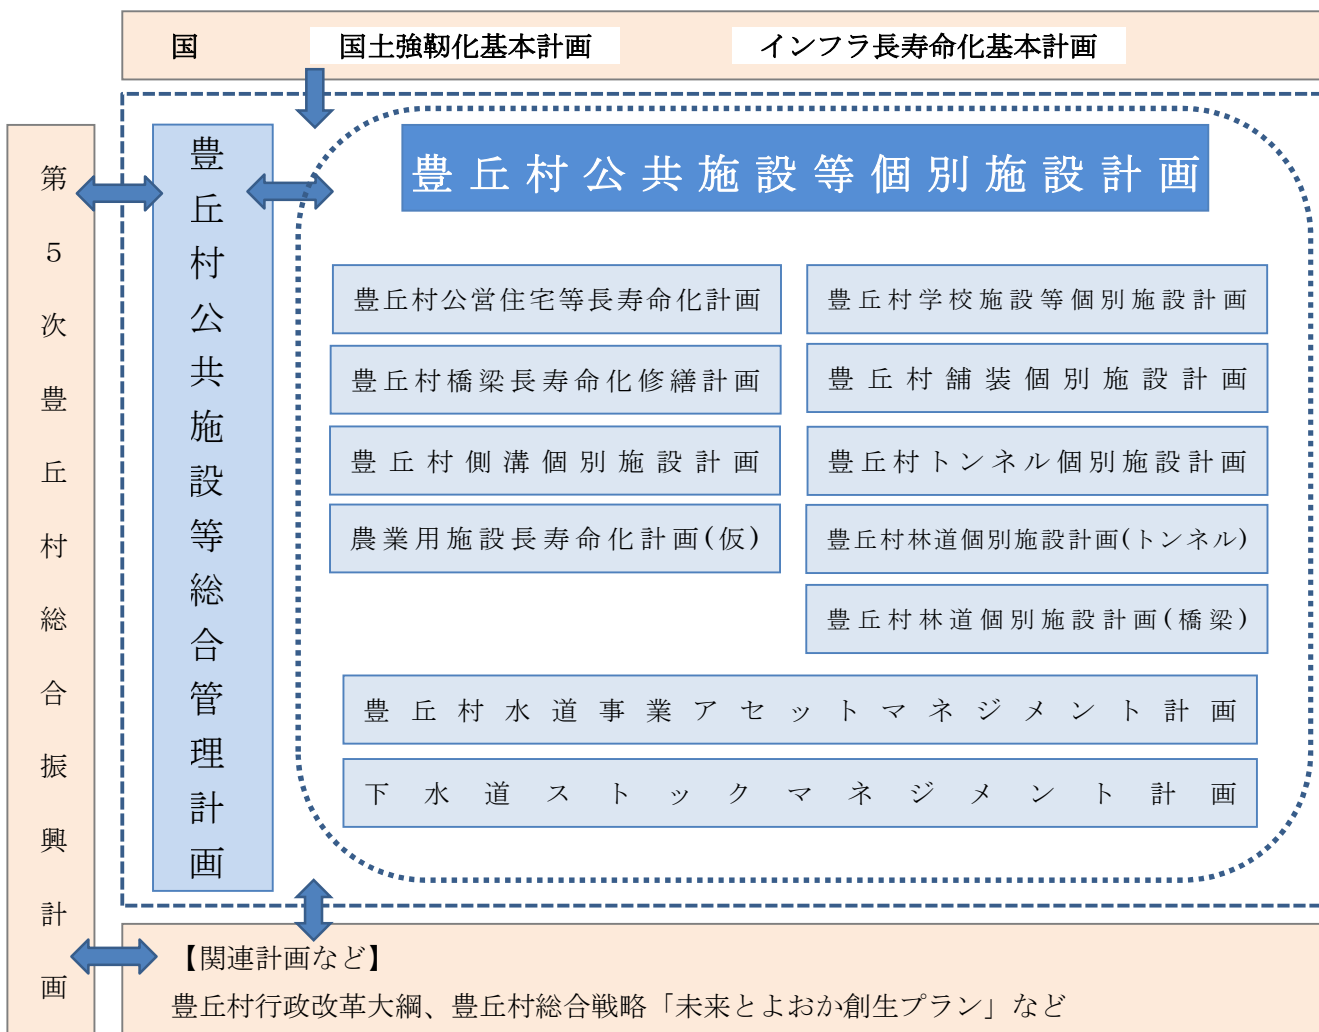 国 国土強靱化基本計画 インフラ長寿命化基本計画
第5次豊丘村総合振興計画
豊丘村公共施設等総合管理計画
豊丘村公共施設等個別施設計画
豊丘村公営住宅等長寿命化計画
豊丘村学校施設等個別施設計画
豊丘村橋梁長寿命化修繕計画
豊丘村舗装個別施設計画
豊丘村側溝個別施設計画
豊丘村トンネル個別施設計画
農業用施設長寿命化計画(仮)
豊丘村林道個別施設計画(トンネル)
豊丘村林道個別施設計画(橋梁)
豊丘村水道事業アセットマネジメント計画
下水道ストックマネジメント計画
【関連計画など】
豊丘村行政改革大綱、豊丘村総合戦略「未来とよおか創生プラン」など